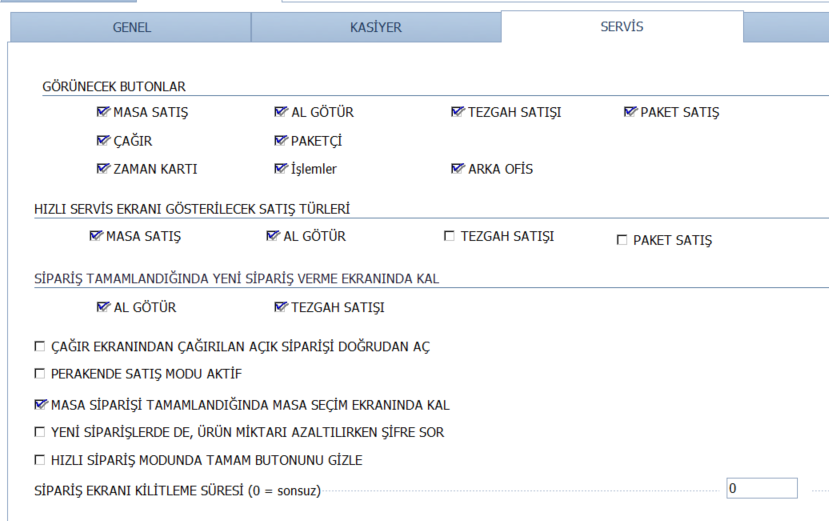 GENEL KASİYER SERVİS
GÖRÜNECEK BUTONLAR
MASA SATIŞ AL GÖTÜR TEZGAH SATIŞI PAKET SATIŞ
ÇAĞIR PAKETÇİ
ZAMAN KARTI İşlemler ARKA OFİS
HIZLI SERVİS EKRANI GÖSTERİLECEK SATIŞ TÜRLERİ
MASA SATIŞ AL GÖTÜR TEZGAH SATIŞI PAKET SATIŞ
SİPARİŞ TAMAMLANDIĞINDA YENİ SİPARİŞ VERME EKRANINDA KAL
AL GÖTÜR TEZGAH SATIŞI
ÇAĞIR EKRANINDAN ÇAĞIRILAN AÇIK SİPARİŞİ DOĞRUDAN AÇ
PERAKENDE SATIŞ MODU AKTİF
MASA SİPARİŞİ TAMAMLANDIĞINDA MASA SEÇİM EKRANINDA KAL
YENİ SİPARİŞLERDE DE, ÜRÜN MİKTARI AZALTILIRKEN ŞİFRE SOR
HIZLI SİPARİŞ MODUNDA TAMAM BUTONUNU GİZLE
SİPARİŞ EKRANI KİLİTLEME SÜRESİ (0 = sonsuz) 0